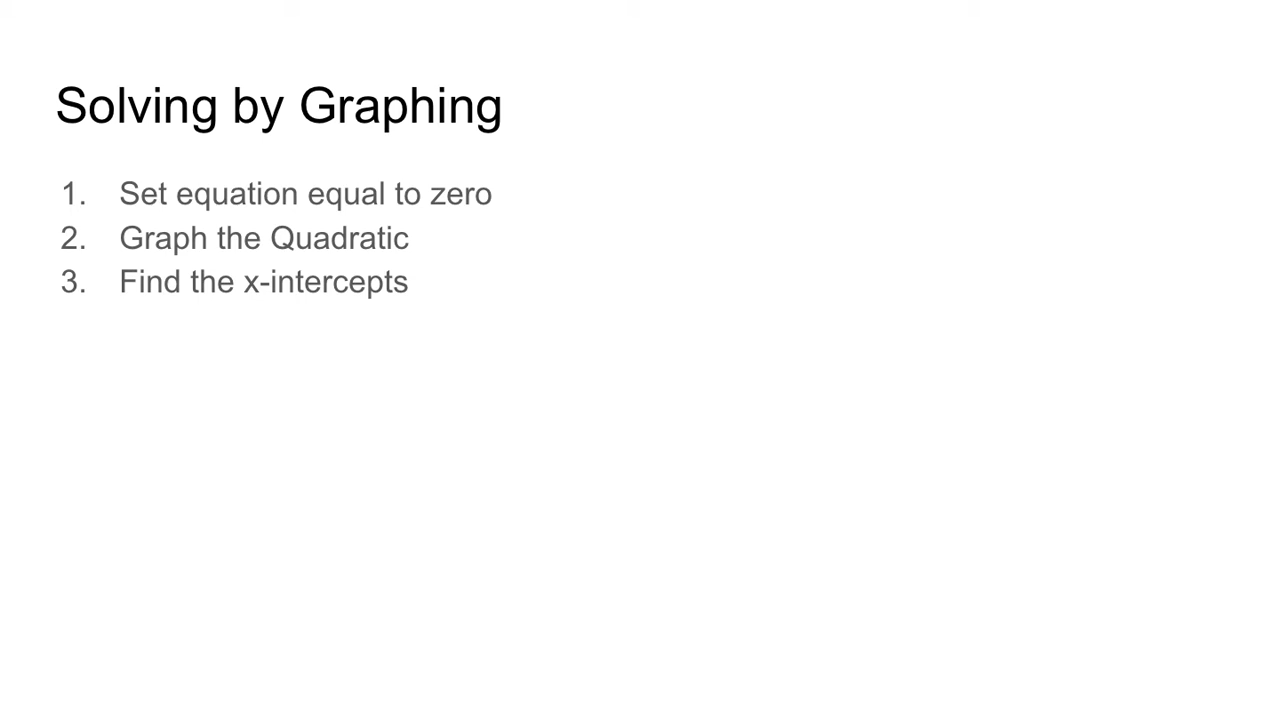 Solving by Graphing
1. Set equation equal to zero
2. Graph the Quadratic
3. Find the x-intercepts